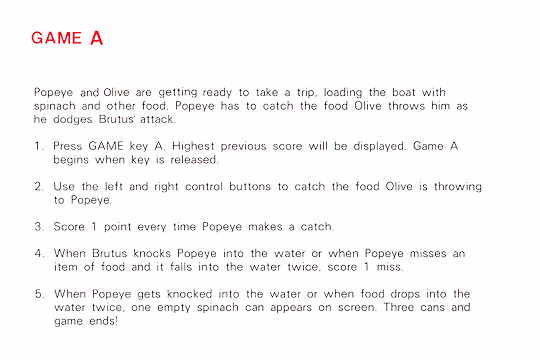 GAME A
Popeye and Olive are getting ready to take a trip, loading the boat with
spinach and other food. Popeye has to catch the food Olive throws him as
he dodges Brutus' attack.
1. Press GAME key A. Highest previous score will be displayed. Game A
begins when key is released.
2. Use the left and right control buttons to catch the food Olive is throwing
to Popeye.
3. Score 1 point every time Popeye makes a catch.
4. When Brutus knocks Popeye into the water or when Popeye misses an
item of food and it falls into the water twice, score 1 miss.
5. When Popeye gets knocked into the water or when food drops into the
water twice, one empty spinach can appears on screen. Three cans and
game ends!